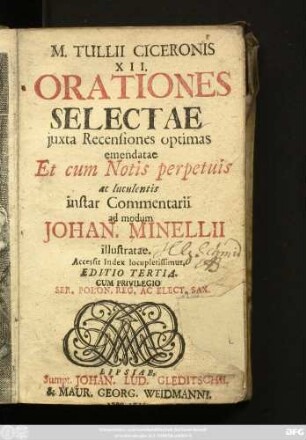 M. TULLII CICERONIS
XII.
ORATIONES
SELECTAE
juxta Recensiones optimas
emendatae
Et cum Notis perpetuis
ac luculentis
instar Commentarii
ad modum
JOHAN. MINELLII
illustratae.
Accessit Index locupletissimus.
EDITIO TERTIA.
CUM PRIVILEGIO
SER. POLON. REG. AC ELECT. SAX.
LIPSIAE,
Sumpt. JOHAN. LUD. GLEDITSCHII,
& MAUR. GEORG. WEIDMANNI.